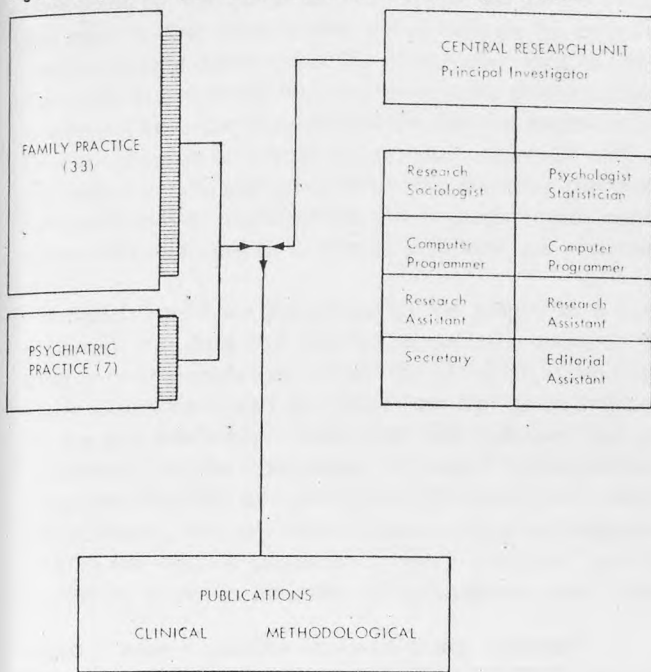 FAMILY PRACTICE
(33)
PSYCHIATRIC
PRACTICE (7)
CENTRAL RESEARCH UNIT
Principal Investigator
Research
Sociologist
Psychologist
Statistician
Computer
Programmer
Computer
Programmer
Research
Assistant
Research
Assistant
Secretary
Editorial
Assistant
PUBLICATIONS
CLINICAL METHODOLOGICAL